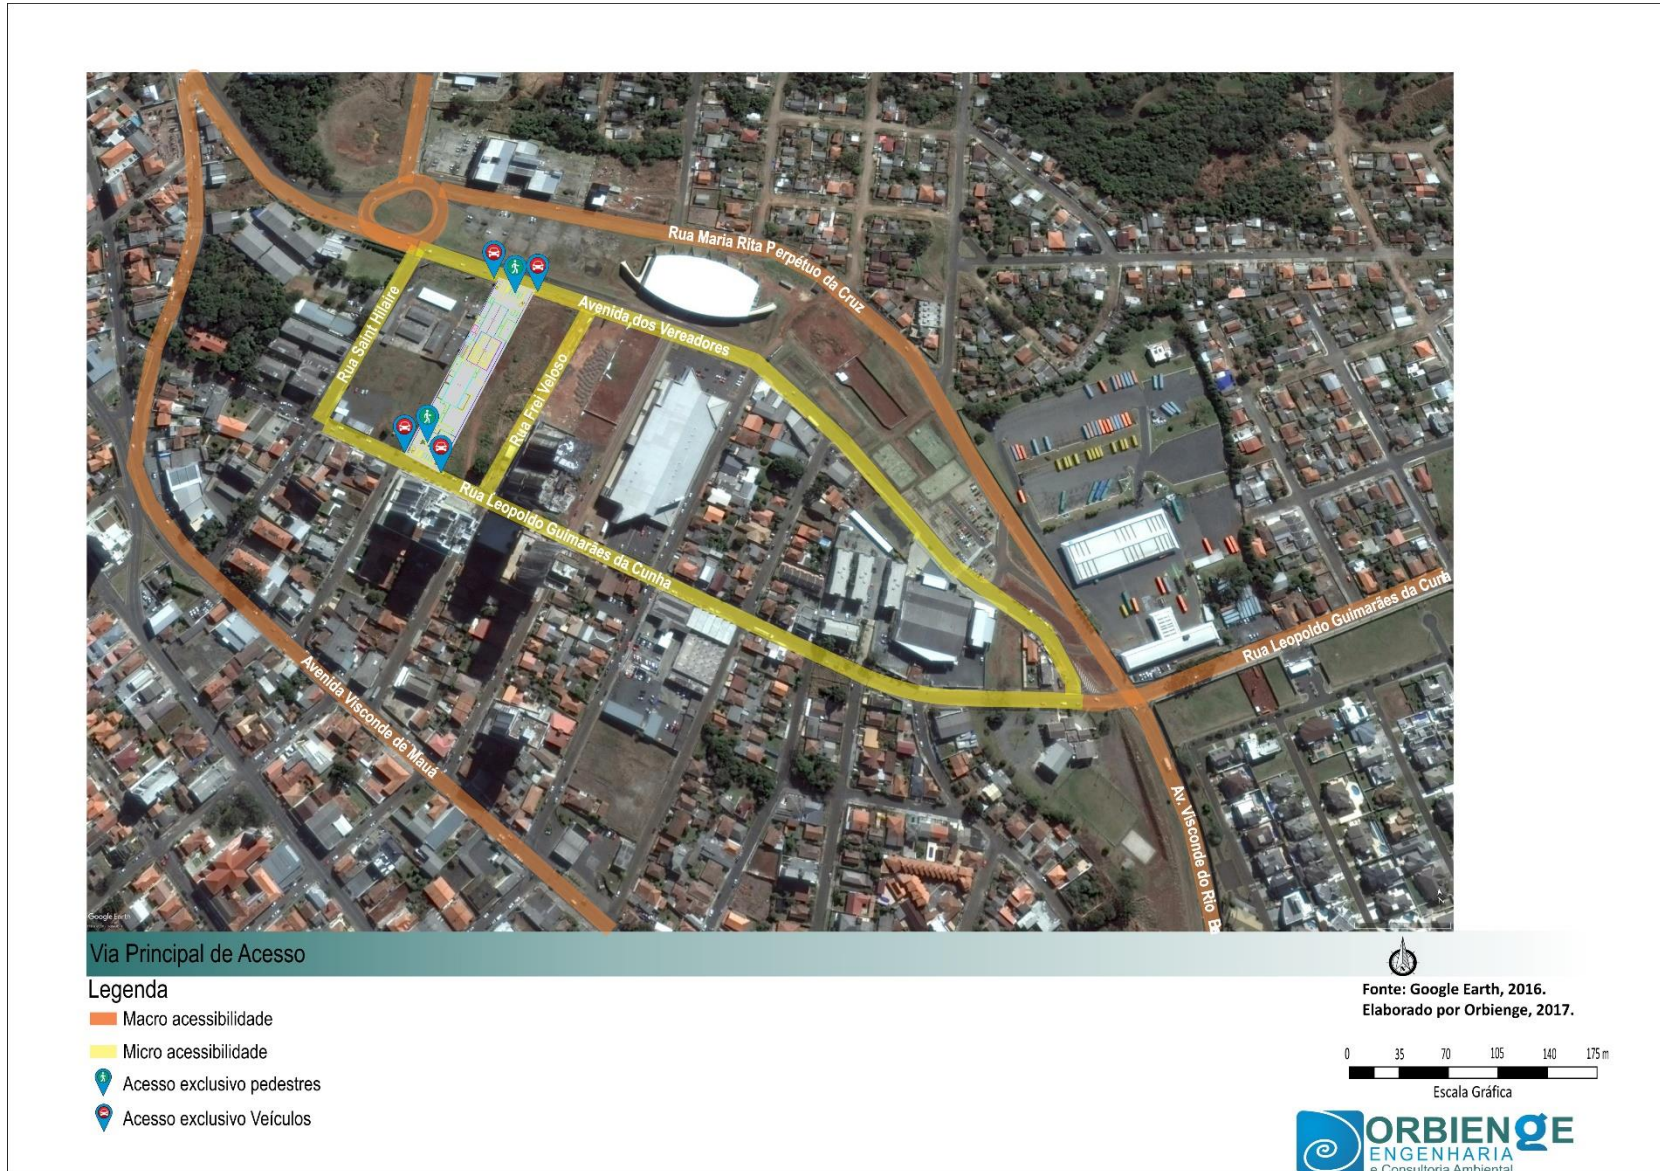 Rua Maria Rita Perpétuo da Cruz
Rua Saint Hilaire
Avenida dos Vereadores
Rua Frei Veloso
Rua Leopoldo Guimarães da Cunha
Rua Leopoldo Guimarães da Cunha
Avenida Visconde de Mauá
Av. Visconde do Rio B
Google Earth
Via Principal de Acesso
Legenda
Macro acessibilidade
Micro acessibilidade
Acesso exclusivo pedestres
Acesso exclusivo Veículos
Fonte: Google Earth, 2016.
Elaborado por Orbienge, 2017.
0 35 70 105 140 175 m
Escala Gráfica
ORBIENGE
ENGENHARIA
e Consultoria Ambiental